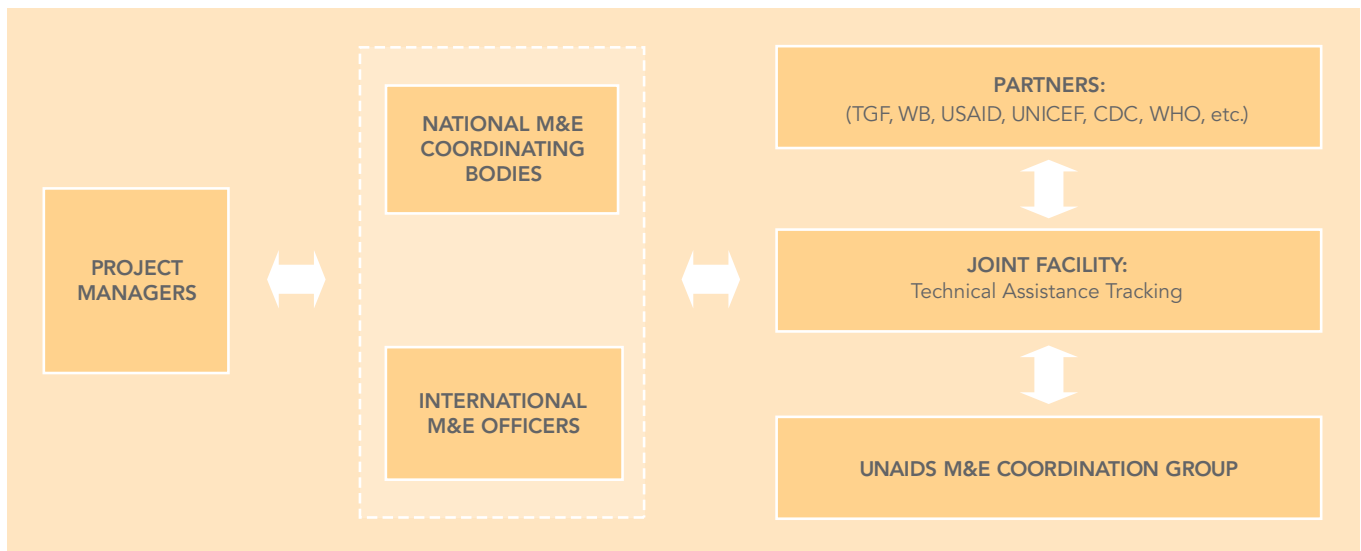 PROJECT
MANAGERS
NATIONAL M&E
COORDINATING
BODIES
INTERNATIONAL
M&E OFFICERS
PARTNERS:
(TGF, WB, USAID, UNICEF, CDC, WHO, etc.)
JOINT FACILITY:
Technical Assistance Tracking
UNAIDS M&E COORDINATION GROUP